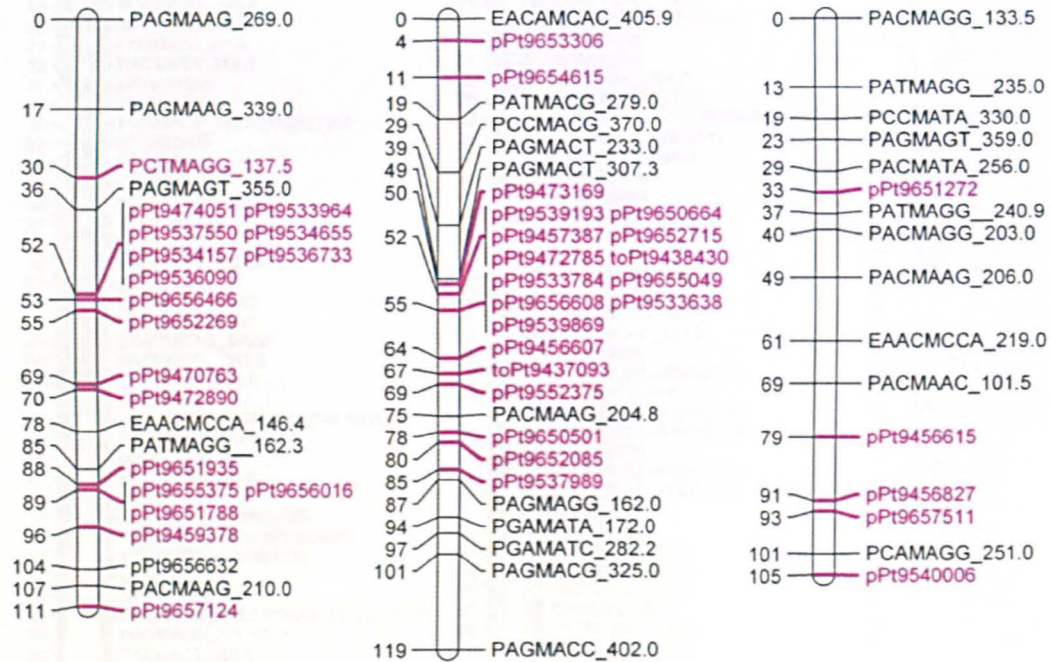 0 PAGMAAG_269.0
17 PAGMAAG_339.0
30 PCTMAGG_137.5
36 PAGMAGT_355.0
pPt9474051 pPt9533964
pPt9537550 pPt9534655
52 pPt9534157 pPt9536733
pPt9536090
53 pPt9656466
55 pPt9652269
69 pPt9470763
70 pPt9472890
78 EAACMCCA_146.4
85 PATMAGG__162.3
88 pPt9651935
89 pPt9655375 pPt9656016
pPt9651788
96 pPt9459378
104 pPt9656632
107 PACMAAG_210.0
111 pPt9657124
0 EACAMCAC_405.9
4 pPt9653306
11 pPt9654615
19 PATMACG_279.0
29 PCCMACG_370.0
39 PAGMACT_233.0
49 PAGMACT_307.3
50 pPt9473169
pPt9539193 pPt9650664
52 pPt9457387 pPt9652715
pPt9472785 toPt9438430
pPt9533784 pPt9655049
55 pPt9656608 pPt9533638
pPt9539869
64 pPt9456607
67 toPt9437093
69 pPt9552375
75 PACMAAG_204.8
78 pPt9650501
80 pPt9652085
85 pPt9537989
87 PAGMAGG_162.0
94 PGAMATA_172.0
97 PGAMATC_282.2
101 PAGMACG_325.0
119 PAGMACC_402.0
0 PACMAGG_133.5
13 PATMAGG__235.0
19 PCCMATA_330.0
23 PAGMAGT_359.0
29 PACMATA_256.0
33 pPt9651272
37 PATMAGG__240.9
40 PACMAGG_203.0
49 PACMAAG_206.0
61 EAACMCCA_219.0
69 PACMAAC_101.5
79 pPt9456615
91 pPt9456827
93 pPt9657511
101 PCAMAGG_251.0
105 pPt9540006